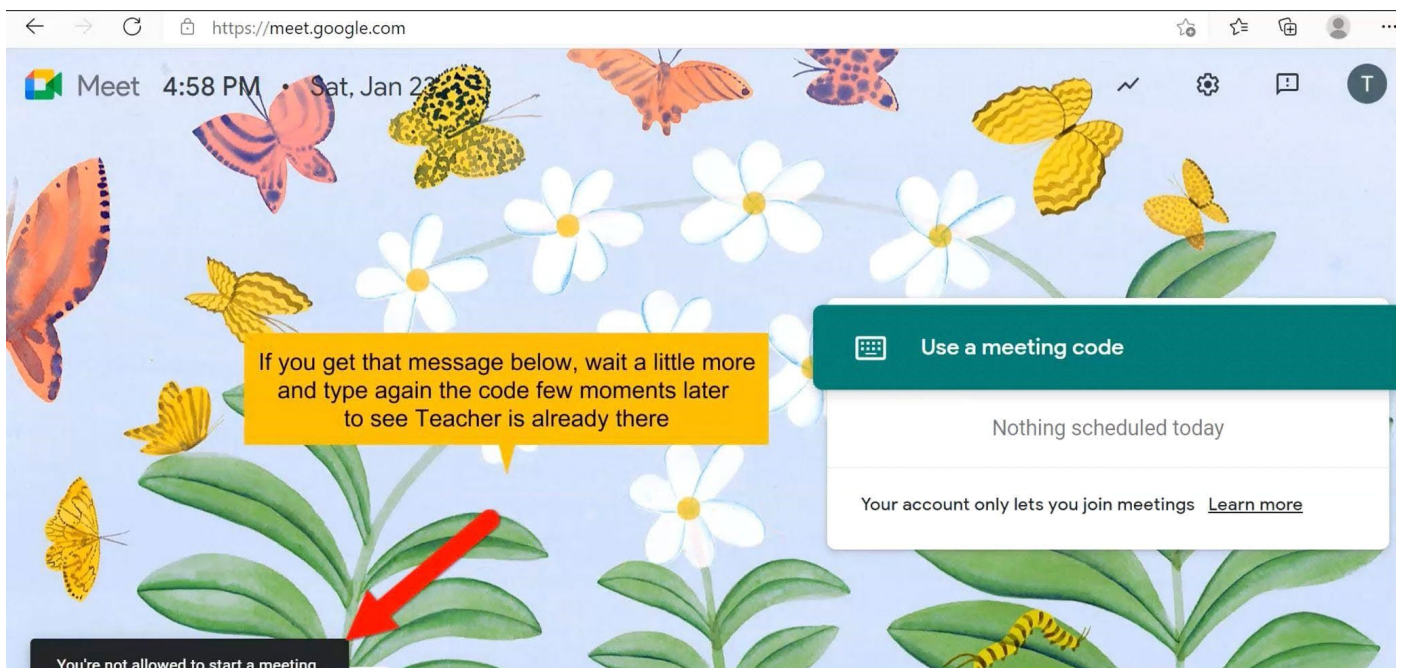 https://meet.google.com
Meet 4:58 PM • Sat, Jan 23
T
If you get that message below, wait a little more
and type again the code few moments later
to see Teacher is already there
Use a meeting code
Nothing scheduled today
Your account only lets you join meetings Learn more
You're not allowed to start a meeting